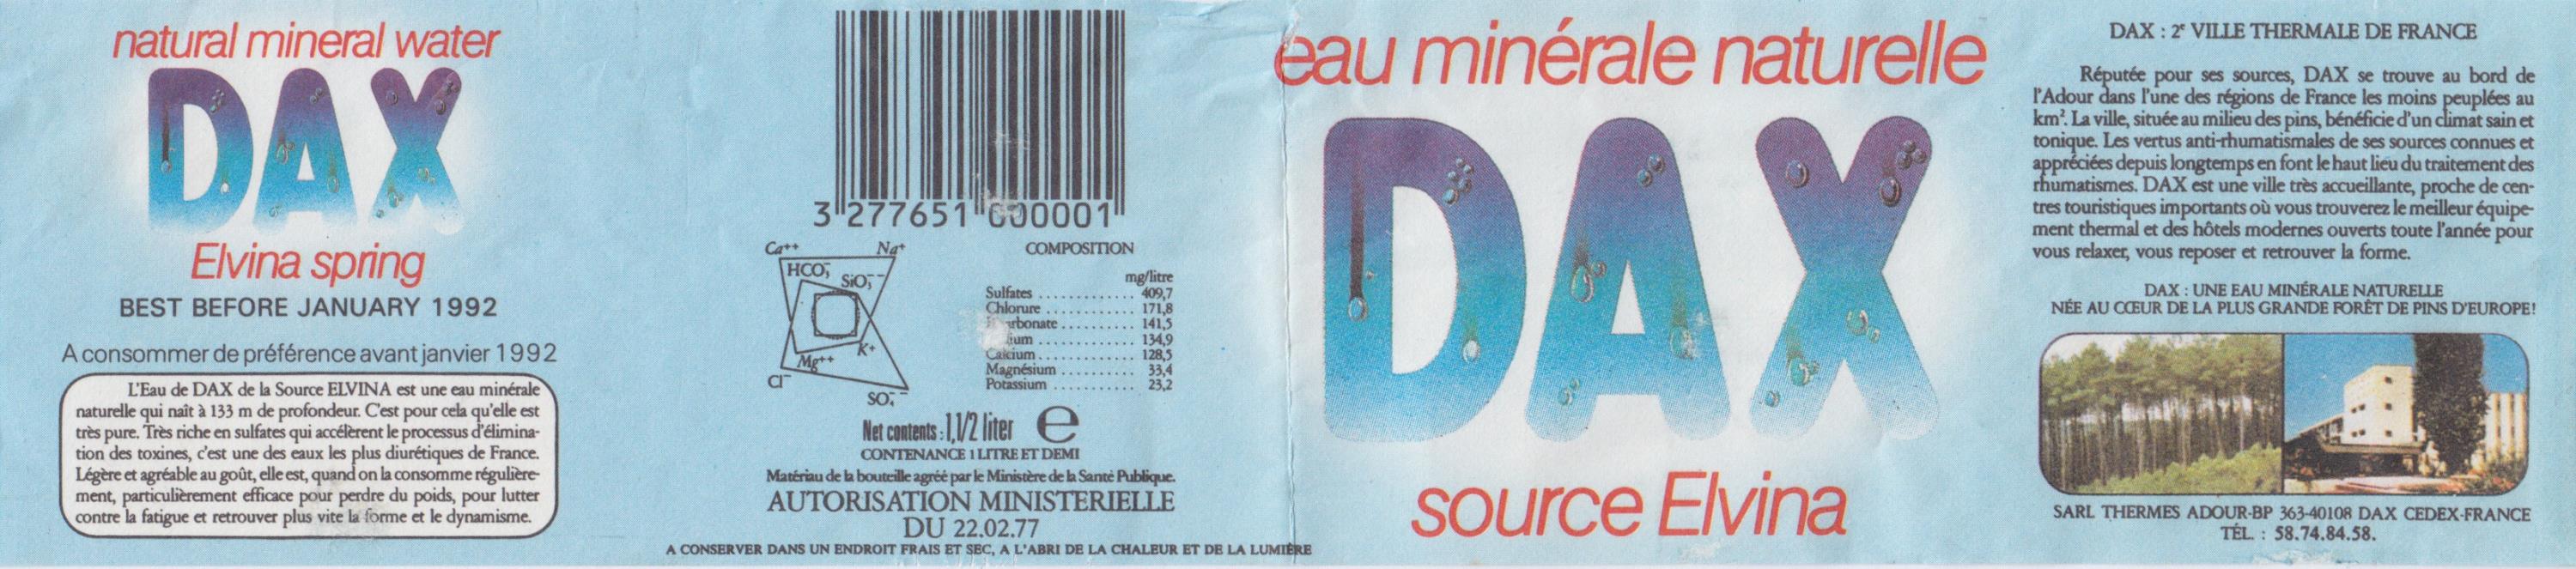 natural mineral water
DAX
Elvina spring
BEST BEFORE JANUARY 1992
A consommer de préférence avant janvier 1992
L'Eau de DAX de la Source ELVINA est une eau minérale
naturelle qui naît à 133 m de profondeur. C'est pour cela qu'elle est
très pure. Très riche en sulfates qui accélèrent le processus d'élimina-
tion des toxines, c'est une des eaux les plus diurétiques de France.
Légère et agréable au goût, elle est, quand on la consomme régulière-
ment, particulièrement efficace pour perdre du poids, pour lutter
contre la fatigue et retrouver plus vite la forme et le dynamisme.
3 277651 000001
Ca++ Na+
HCO3-
SiO3--
Mg++ K+
Cl-
SO4--
COMPOSITION
mg/litre
Sulfates ............. 409,7
Chlorure ............ 171,8
rbonate .......... 141,5
ium ............... 134,9
Calcium ............. 128,5
Magnésium .......... 33,4
Potassium ........... 23,2
Net contents : 1,1/2 liter e
CONTENANCE 1 LITRE ET DEMI
Matériau de la bouteille agréé par le Ministère de la Santé Publique.
AUTORISATION MINISTERIELLE
DU 22.02.77
A CONSERVER DANS UN ENDROIT FRAIS ET SEC, A L'ABRI DE LA CHALEUR ET DE LA LUMIÈRE
eau minérale naturelle
DAX
source Elvina
DAX : 2e VILLE THERMALE DE FRANCE
Réputée pour ses sources, DAX se trouve au bord de
l'Adour dans l'une des régions de France les moins peuplées au
km². La ville, située au milieu des pins, bénéficie d'un climat sain et
tonique. Les vertus anti-rhumatismales de ses sources connues et
appréciées depuis longtemps en font le haut lieu du traitement des
rhumatismes. DAX est une ville très accueillante, proche de cen-
tres touristiques importants où vous trouverez le meilleur équipe-
ment thermal et des hôtels modernes ouverts toute l'année pour
vous relaxer, vous reposer et retrouver la forme.
DAX : UNE EAU MINÉRALE NATURELLE
NÉE AU CŒUR DE LA PLUS GRANDE FORÊT DE PINS D'EUROPE!
SARL THERMES ADOUR-BP 363-40108 DAX CEDEX-FRANCE
TÉL. : 58.74.84.58.